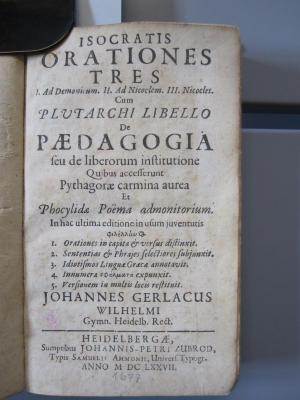 ISOCRATIS
ORATIONES
TRES
I. Ad Demonicum. II. Ad Nicoclem. III. Nicocles.
Cum
PLUTARCHI LIBELLO
De
PÆDAGOGIA
seu de liberorum institutione
Quibus accesserunt
Pythagoræ carmina aurea
Et
Phocylidæ Poëma admonitorium.
In hac ultima editione in usum juventutis
1. Orationes in capita & versus distinxit.
2. Sententias & Phrases selectiores subjunxit.
3. Idiotismos Linguæ Græcæ annotavit.
4. Innumera σφάλματα expunxit.
5. Versionem in multis locis restituit.
JOHANNES GERLACUS
WILHELMI
Gymn. Heidelb. Rect.
HEIDELBERGÆ,
Sumptibus JOHANNIS-PETRI ZUBROD,
Typis SAMUELIS AMMONII, Univers. Typogr.
ANNO M DC LXXVII.
1677